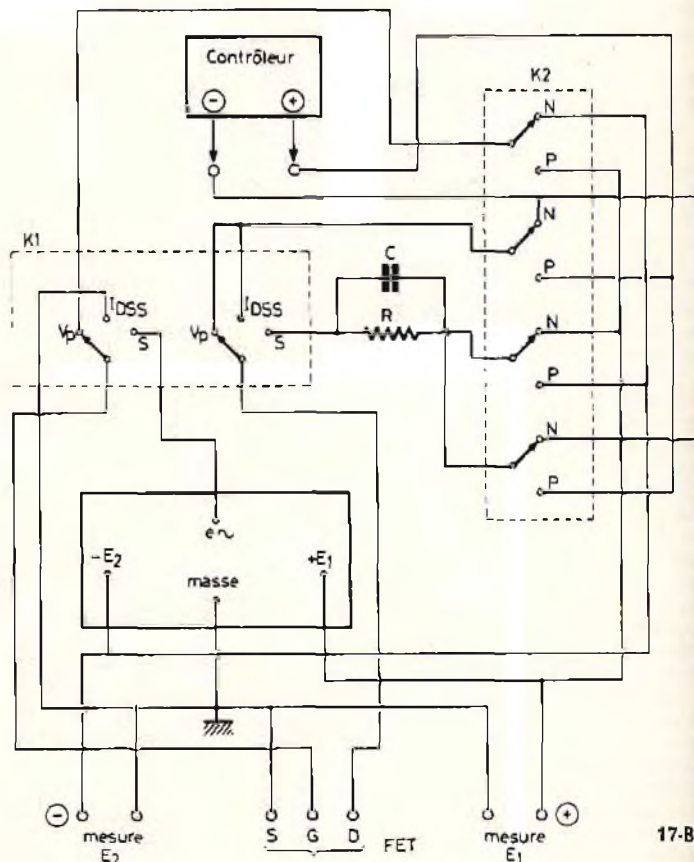 Contrôleur
⊖ ⊕
K2
N
P
N
P
N
P
N
P
K1
IDSS
Vp
S
IDSS
Vp
S
C
R
e~
-E2
+E1
masse
⊖
mesure
E2
S G D
FET
mesure
E1
⊕
17-B